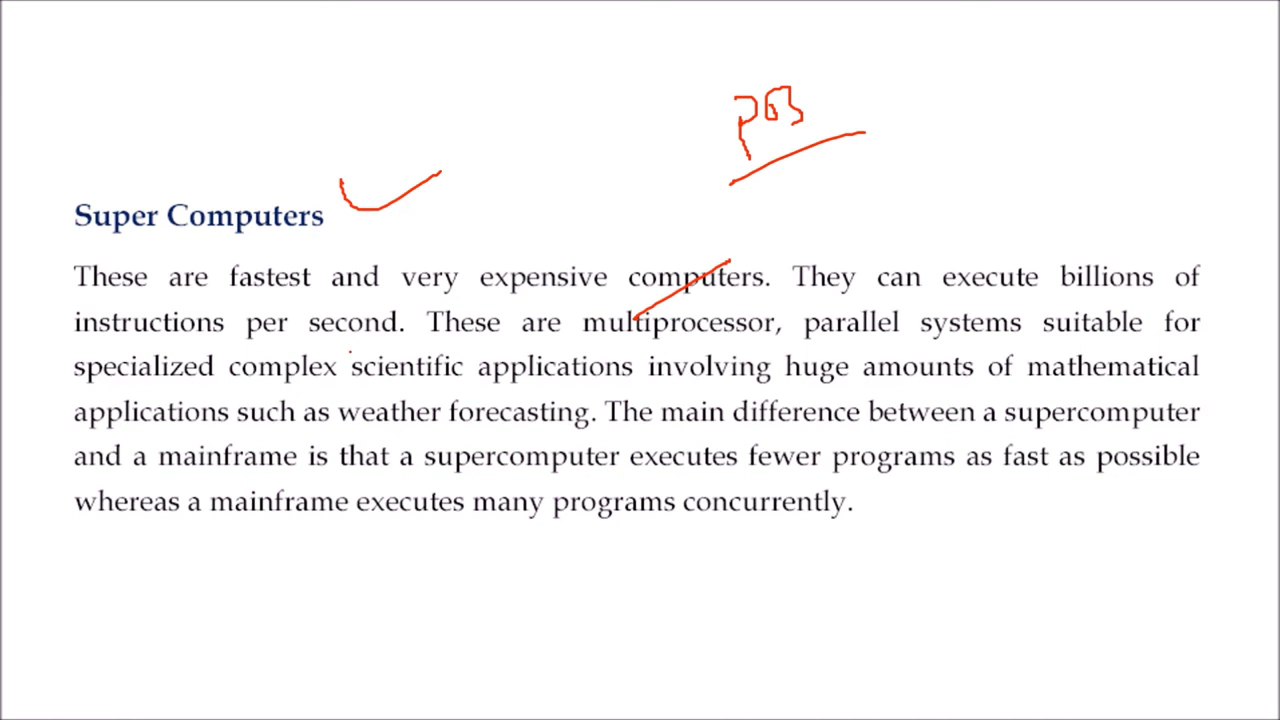 Super Computers
These are fastest and very expensive computers. They can execute billions of
instructions per second. These are multiprocessor, parallel systems suitable for
specialized complex scientific applications involving huge amounts of mathematical
applications such as weather forecasting. The main difference between a supercomputer
and a mainframe is that a supercomputer executes fewer programs as fast as possible
whereas a mainframe executes many programs concurrently.